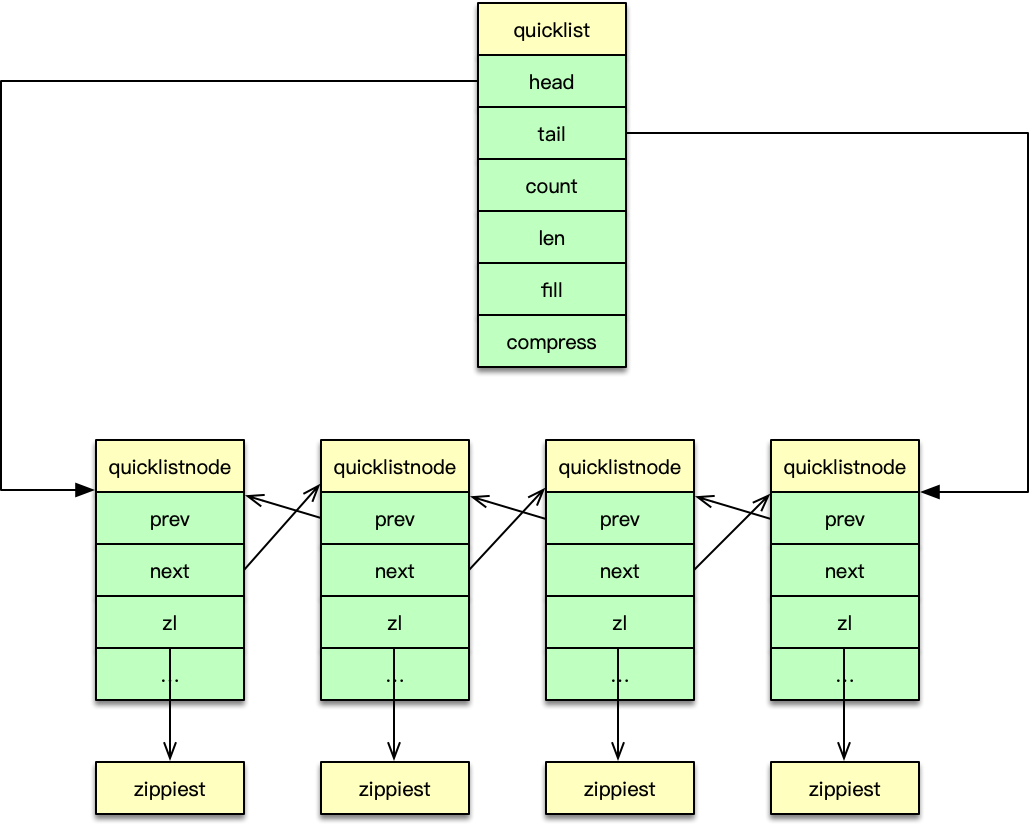 quicklist
head
tail
count
len
fill
compress
quicklistnode
prev
next
zl
...
zippiest
quicklistnode
prev
next
zl
...
zippiest
quicklistnode
prev
next
zl
...
zippiest
quicklistnode
prev
next
zl
...
zippiest